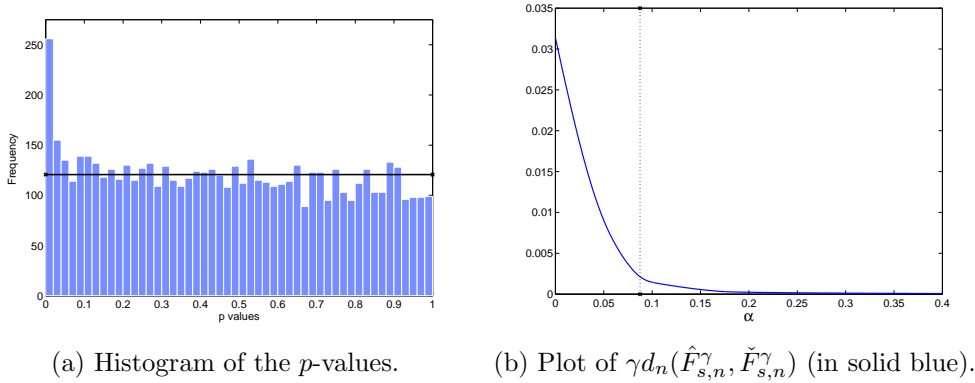 250
200
150
100
50
0
Frequency
0 0.1 0.2 0.3 0.4 0.5 0.6 0.7 0.8 0.9 1
p values
0.035
0.03
0.025
0.02
0.015
0.01
0.005
0
0 0.05 0.1 0.15 0.2 0.25 0.3 0.35 0.4
α
(a) Histogram of the p-values.
(b) Plot of γd_n(F̂^γ_{s,n}, F̌^γ_{s,n}) (in solid blue).